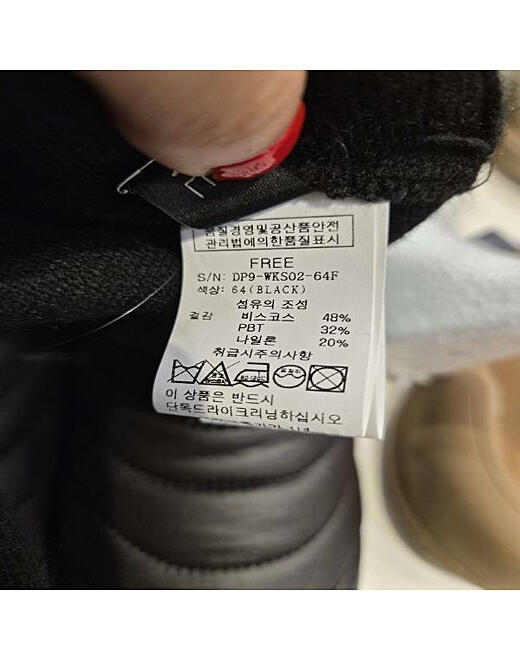 품질경영및공산품안전
관리법에의한품질표시
FREE
S/N: DP9-WKS02-64F
색상: 64(BLACK)
섬유의 조성
겉감 비스코스 48%
PBT 32%
나일론 20%
취급시주의사항
이 상품은 반드시
단독드라이크리닝하십시오